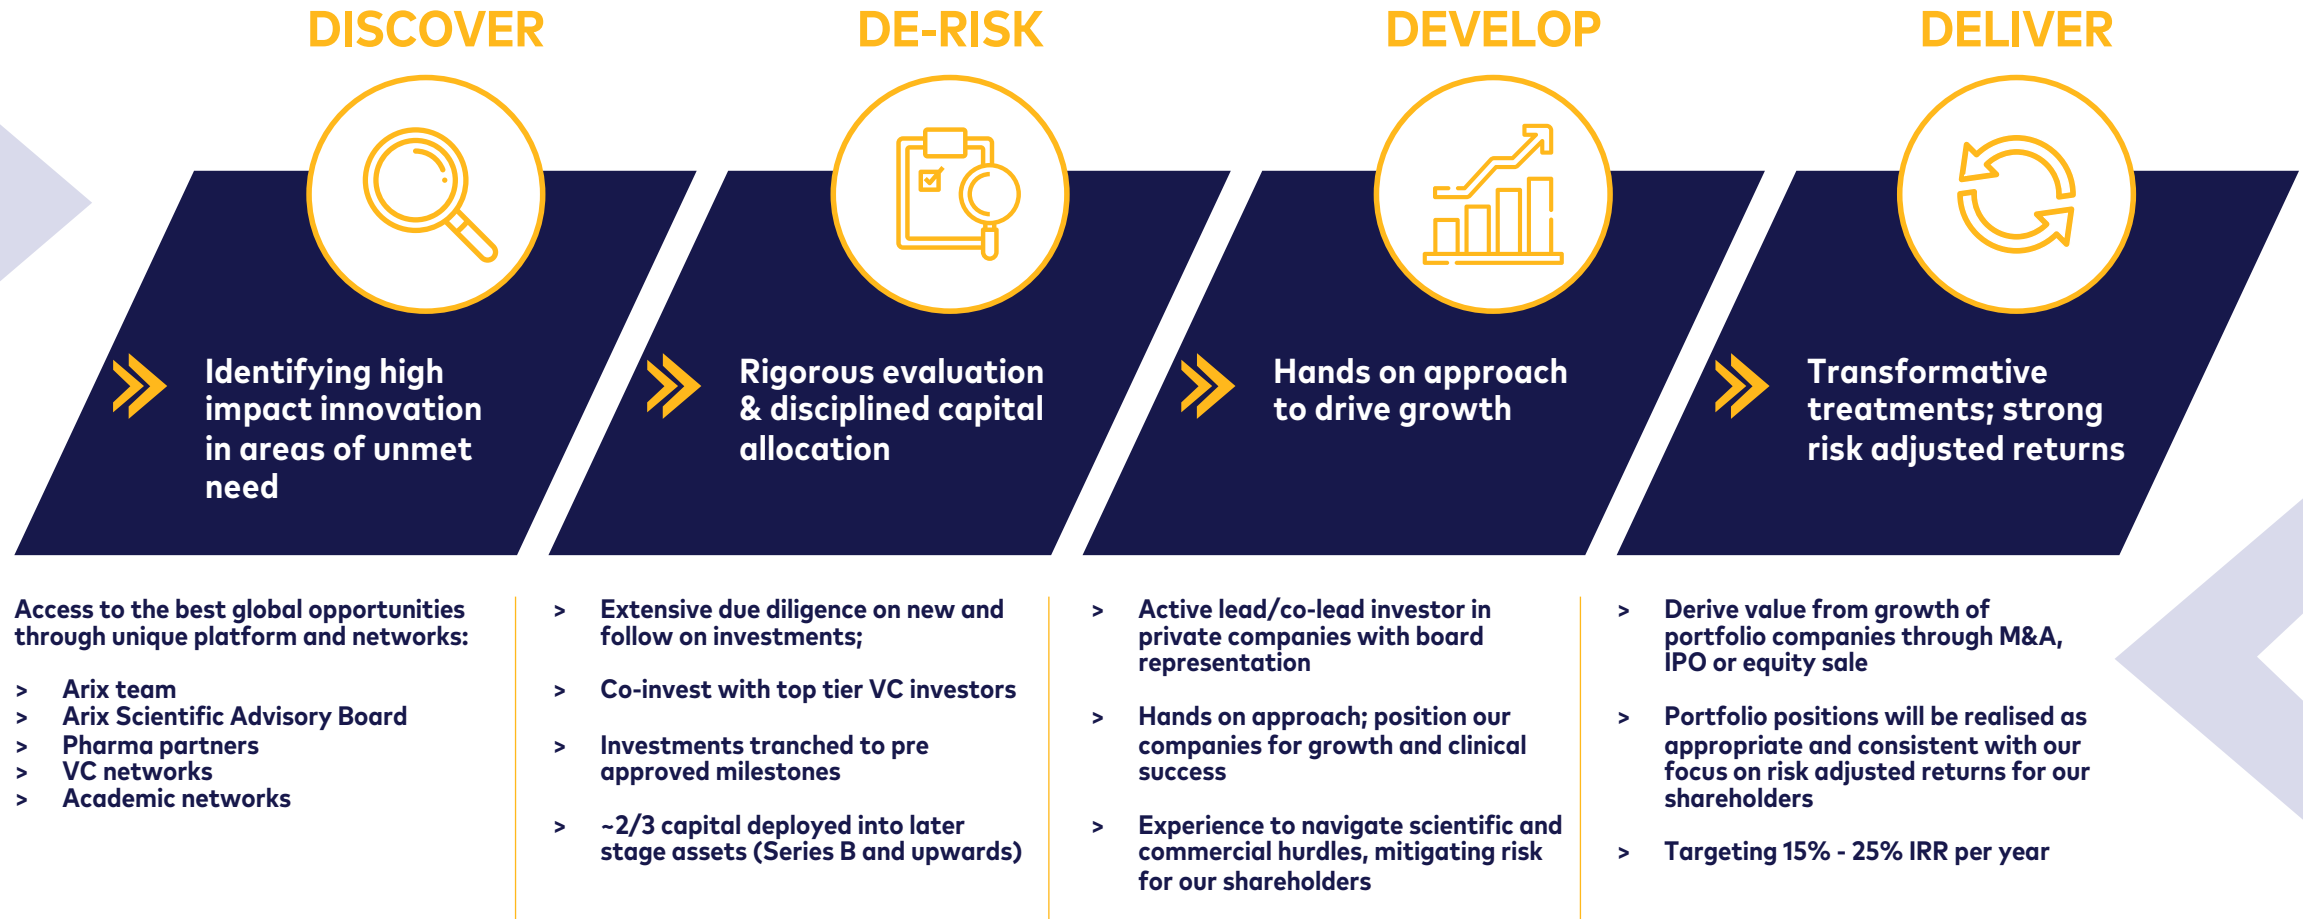 DISCOVER
Identifying high
impact innovation
in areas of unmet
need
Access to the best global opportunities
through unique platform and networks:
> Arix team
> Arix Scientific Advisory Board
> Pharma partners
> VC networks
> Academic networks
DE-RISK
Rigorous evaluation
& disciplined capital
allocation
> Extensive due diligence on new and
follow on investments;
> Co-invest with top tier VC investors
> Investments tranched to pre
approved milestones
> ~2/3 capital deployed into later
stage assets (Series B and upwards)
DEVELOP
Hands on approach
to drive growth
> Active lead/co-lead investor in
private companies with board
representation
> Hands on approach; position our
companies for growth and clinical
success
> Experience to navigate scientific and
commercial hurdles, mitigating risk
for our shareholders
DELIVER
Transformative
treatments; strong
risk adjusted returns
> Derive value from growth of
portfolio companies through M&A,
IPO or equity sale
> Portfolio positions will be realised as
appropriate and consistent with our
focus on risk adjusted returns for our
shareholders
> Targeting 15% - 25% IRR per year